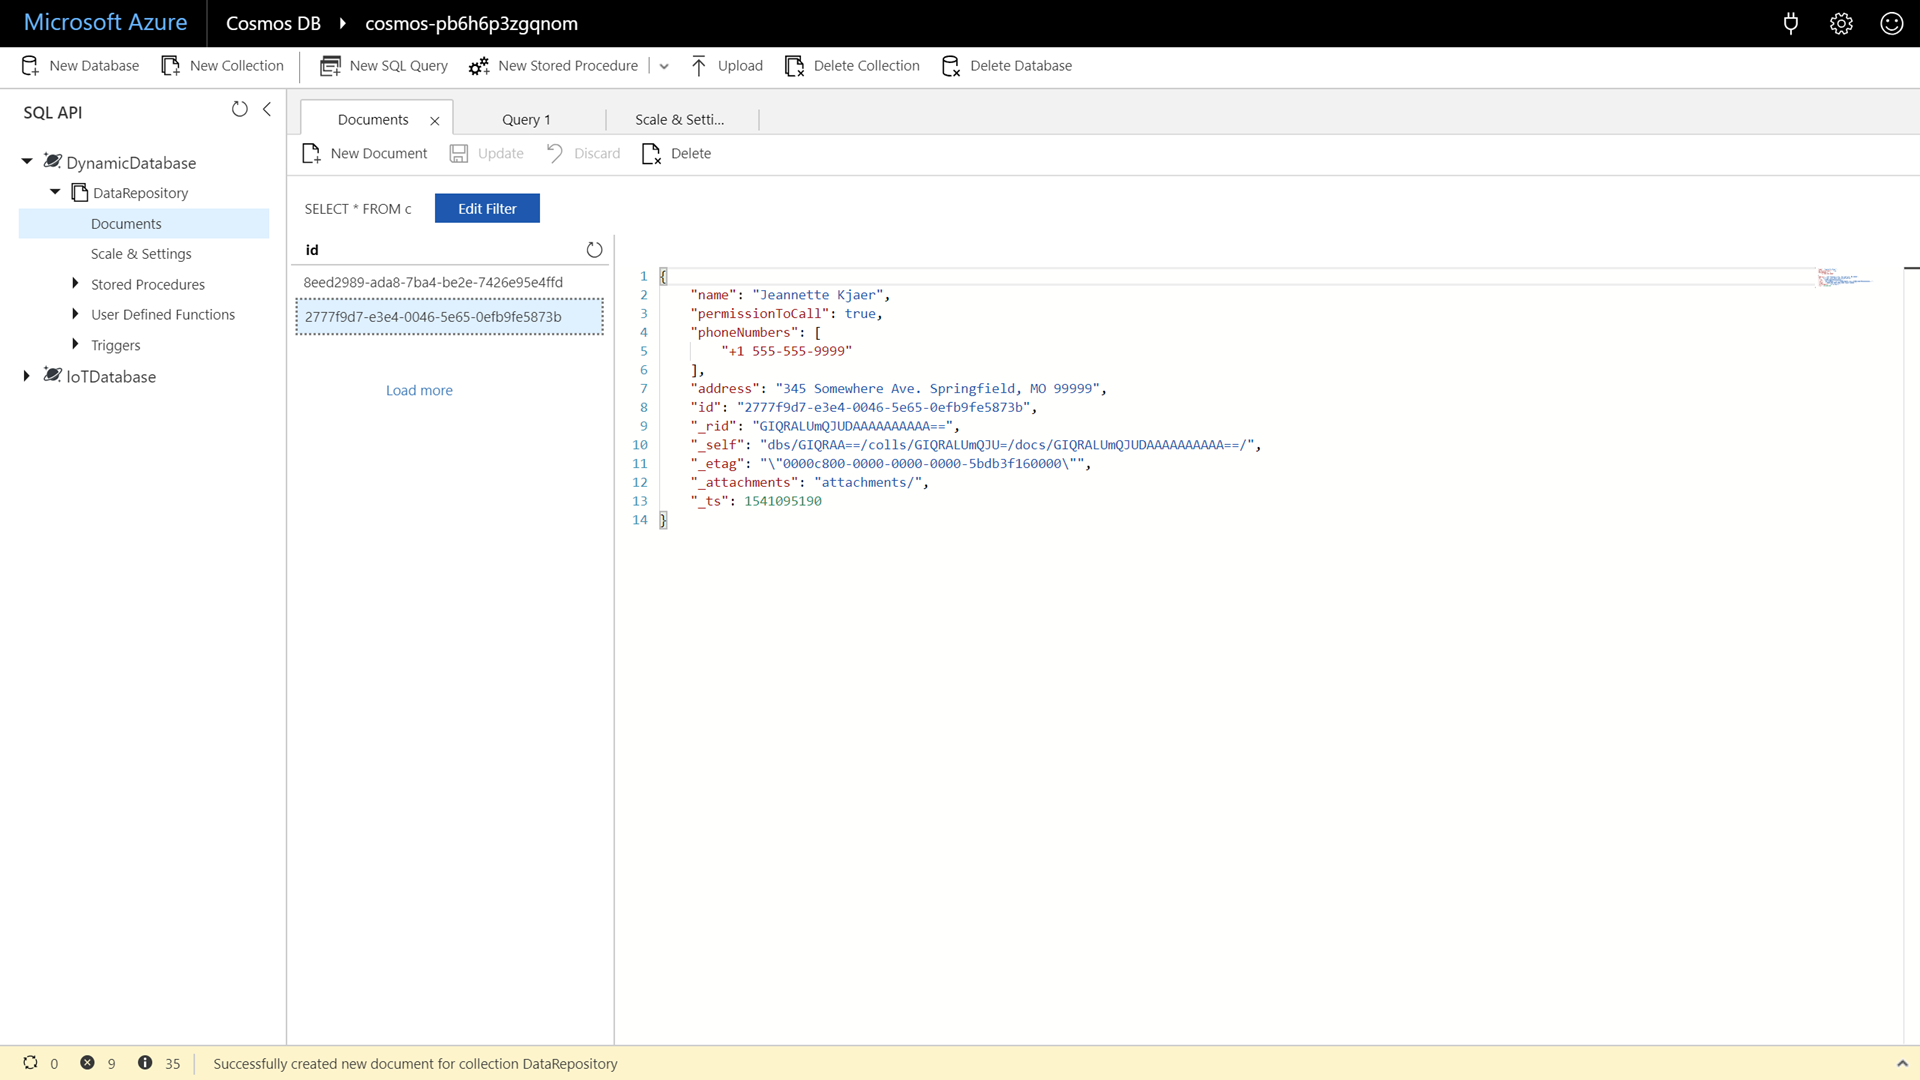 Microsoft Azure
Cosmos DB
cosmos-pb6h6p3zgqnom
New Database
New Collection
New SQL Query
New Stored Procedure
Upload
Delete Collection
Delete Database
SQL API
DynamicDatabase
DataRepository
Documents
Scale & Settings
Stored Procedures
User Defined Functions
Triggers
IoTDatabase
Documents
Query 1
Scale & Setti...
New Document
Update
Discard
Delete
SELECT * FROM c
Edit Filter
id
8eed2989-ada8-7ba4-be2e-7426e95e4ffd
2777f9d7-e3e4-0046-5e65-0efb9fe5873b
Load more
1 {
2 "name": "Jeannette Kjaer",
3 "permissionToCall": true,
4 "phoneNumbers": [
5 "+1 555-555-9999"
6 ],
7 "address": "345 Somewhere Ave. Springfield, MO 99999",
8 "id": "2777f9d7-e3e4-0046-5e65-0efb9fe5873b",
9 "_rid": "GIQRALUmQJUDAAAAAAAAAA==",
10 "_self": "dbs/GIQRAA==/colls/GIQRALUmQJU=/docs/GIQRALUmQJUDAAAAAAAAAA==/",
11 "_etag": "\"0000c800-0000-0000-0000-5bdb3f160000\"",
12 "_attachments": "attachments/",
13 "_ts": 1541095190
14 }
0
9
35
Successfully created new document for collection DataRepository